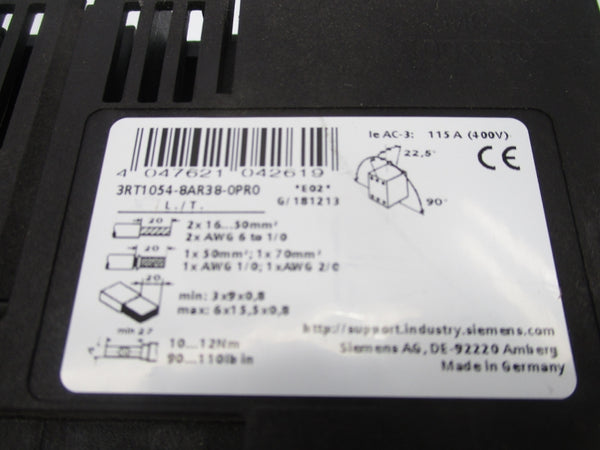 Ie AC-3: 115 A (400V)
22,5°
90°
CE
4 047621 042619
3RT1054-8AR38-0PR0
*E02*
L./T.
G/181213
20
2x 16...50mm²
2x AWG 6 to 1/0
20
1x 50mm²; 1x 70mm²
1x AWG 1/0; 1xAWG 2/0
20
min: 3x9x0,8
max: 6x15,5x0,8
min 27
4
10...12Nm
90...110lb in
http://support.industry.siemens.com
Siemens AG, DE-92220 Amberg
Made in Germany